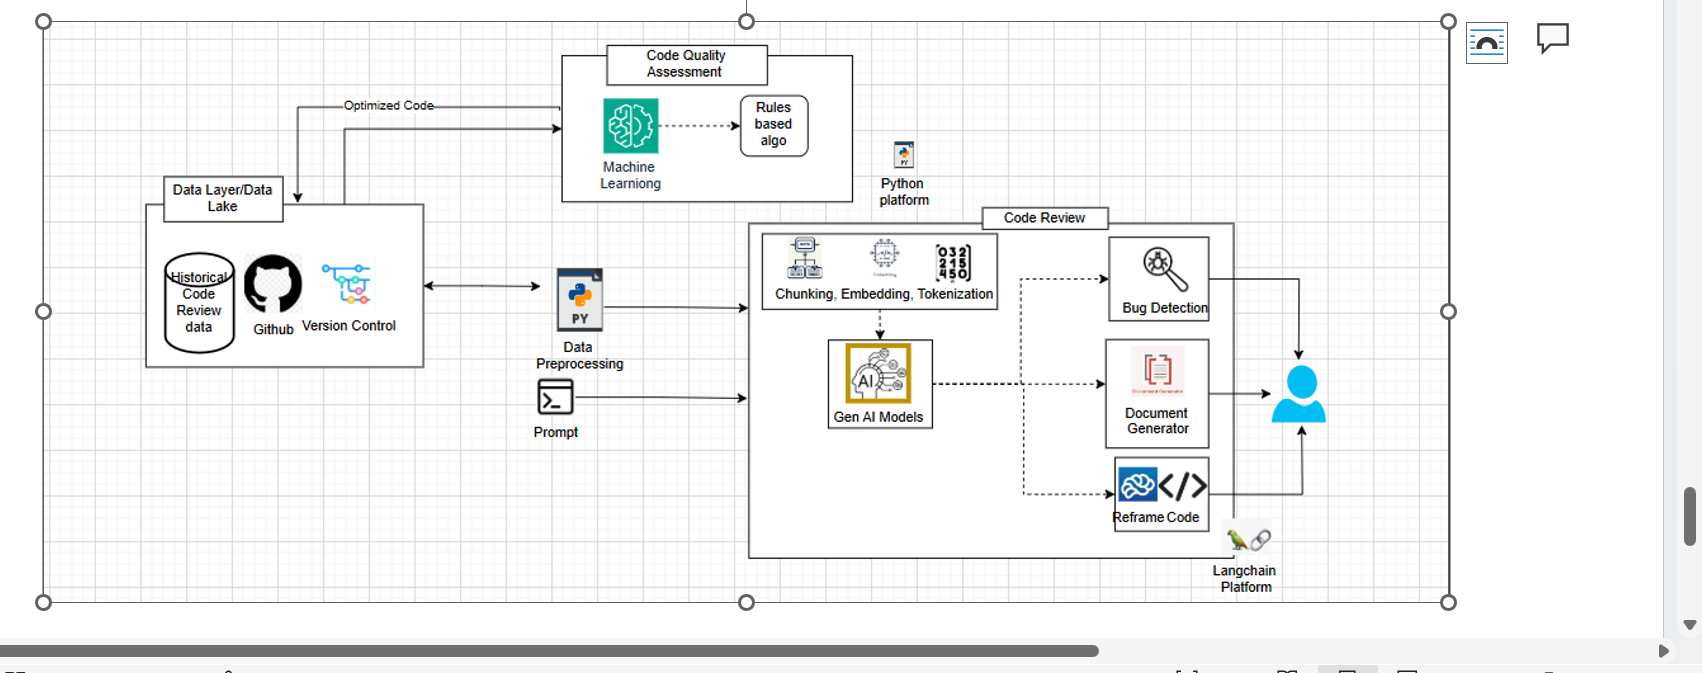 Code Quality
Assessment
Optimized Code
Rules
based
algo
Machine
Learniong
PY
Python
platform
Data Layer/Data
Lake
Historical
Code
Review
data
Github
Version Control
PY
Data
Preprocessing
Prompt
Code Review
032
215
450
Chunking, Embedding, Tokenization
AI
Gen AI Models
Bug Detection
Document
Generator
</>
Reframe Code
Langchain
Platform